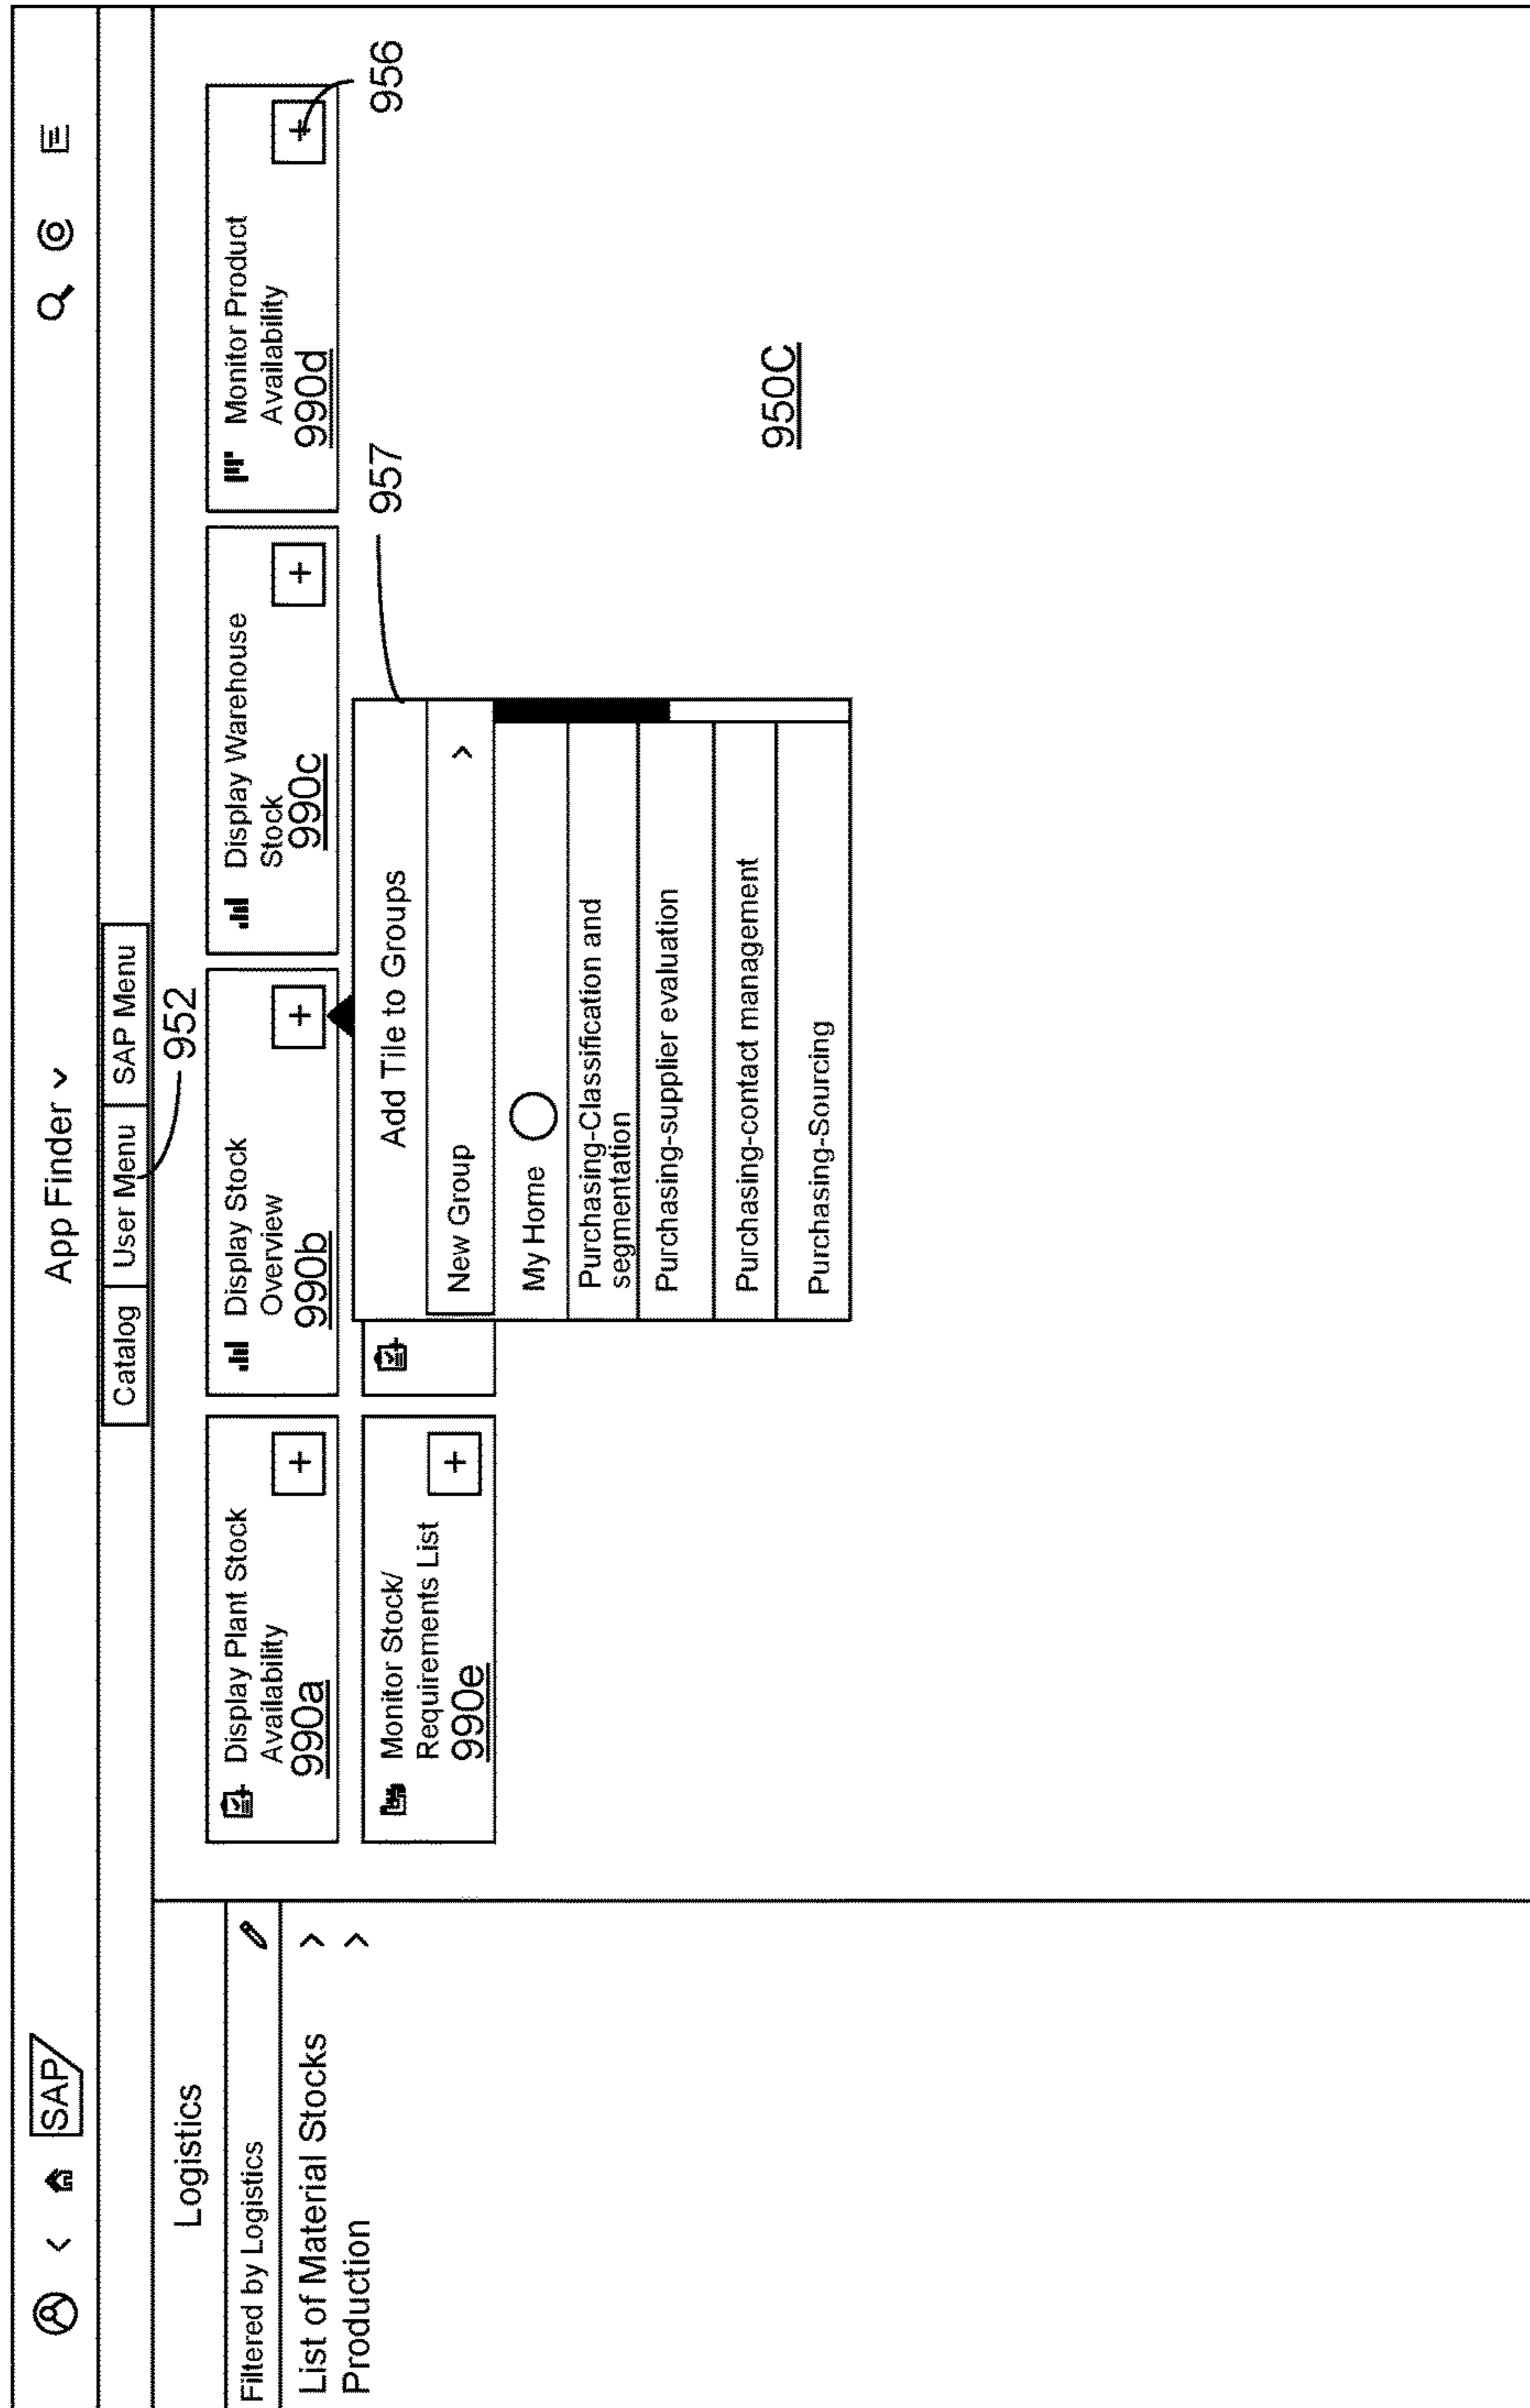 SAP
App Finder
Catalog
User Menu
SAP Menu
952
Logistics
Filtered by Logistics
List of Material Stocks
Production
Display Plant Stock
Availability
990a
+
Display Stock
Overview
990b
+
Display Warehouse
Stock
990c
+
Monitor Product
Availability
990d
+
956
Monitor Stock/
Requirements List
990e
+
957
Add Tile to Groups
New Group
My Home
Purchasing-Classification and
segmentation
Purchasing-supplier evaluation
Purchasing-contact management
Purchasing-Sourcing
950C